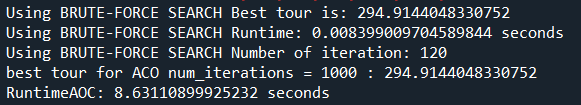 Using BRUTE-FORCE SEARCH Best tour is: 294.9144048330752
Using BRUTE-FORCE SEARCH Runtime: 0.008399009704589844 seconds
Using BRUTE-FORCE SEARCH Number of iteration: 120
best tour for ACO num_iterations = 1000 : 294.9144048330752
RuntimeAOC: 8.63110899925232 seconds